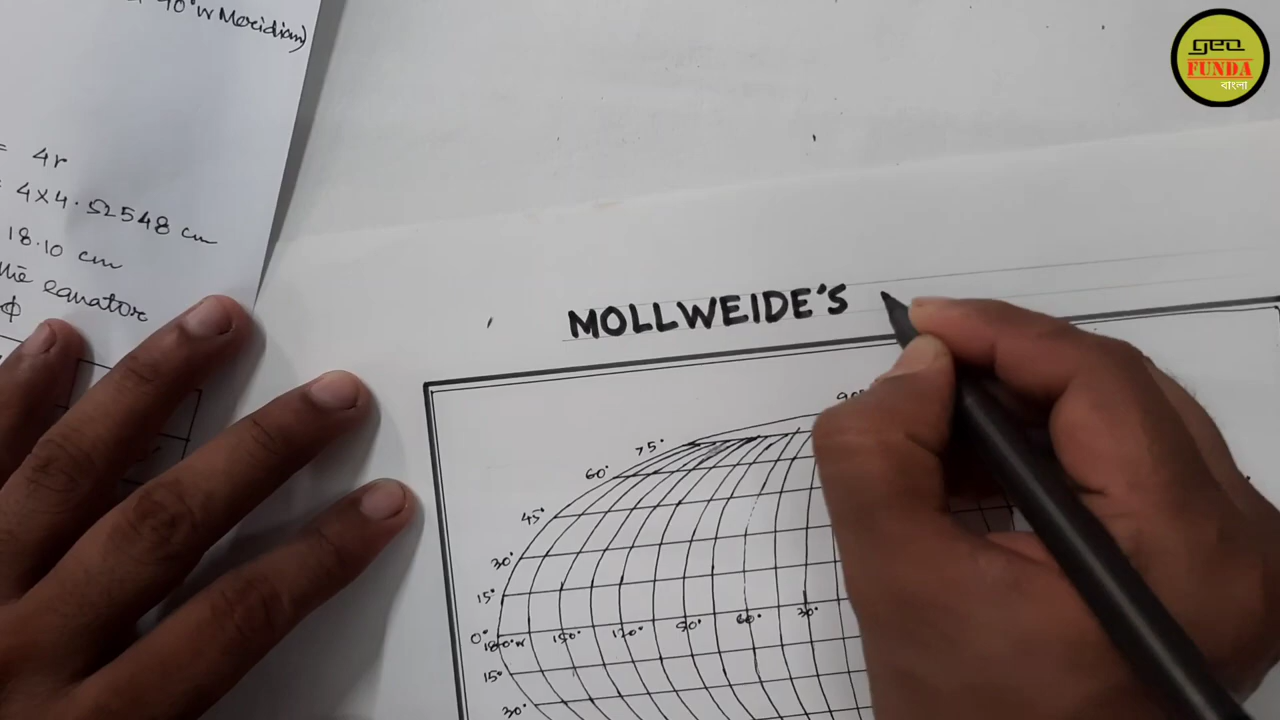 90°W Meridian)
= 4r
= 4×4.52548 cm
18.10 cm
the equator
ϕ
geo
FUNDA
বাংলা
MOLLWEIDE'S
90°
75°
60°
45°
30°
15°
0°
180°W 150° 120° 90° 60° 30°
15°
30°